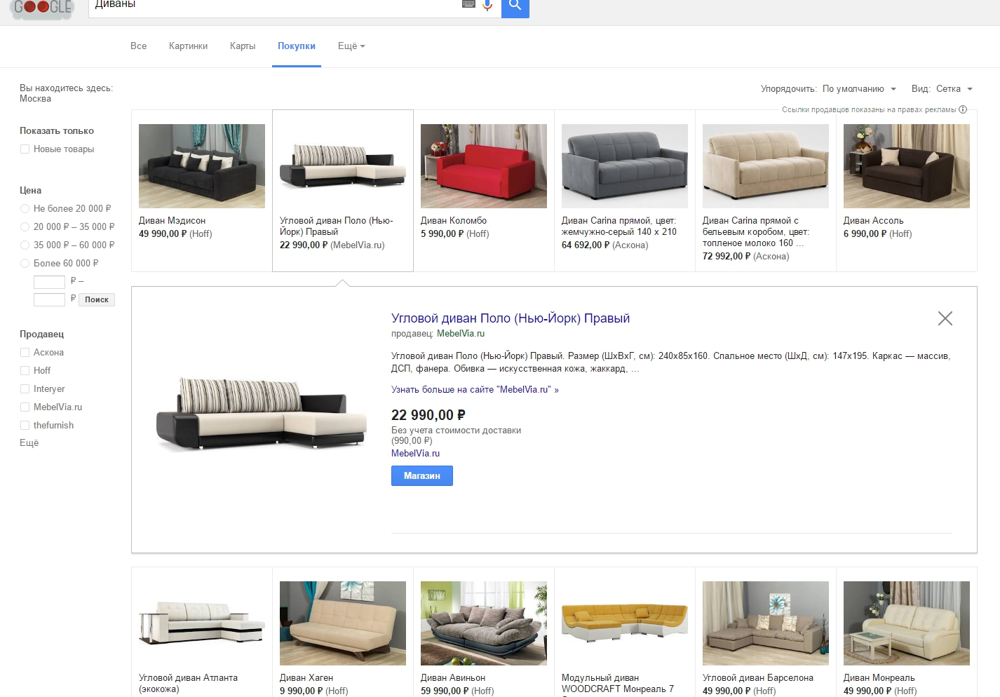 GOOGLE
Диваны
Все
Картинки
Карты
Покупки
Ещё
Вы находитесь здесь:
Москва
Упорядочить: По умолчанию
Вид: Сетка
Ссылки продавцов показаны на правах рекламы
Показать только
Новые товары
Цена
Не более 20 000 ₽
20 000 ₽ – 35 000 ₽
35 000 ₽ – 60 000 ₽
Более 60 000 ₽
₽ –
₽ Поиск
Продавец
Аскона
Hoff
Interyer
MebelVia.ru
thefurnish
Ещё
Диван Мэдисон
49 990,00 ₽ (Hoff)
Угловой диван Поло (Нью-
Йорк) Правый
22 990,00 ₽ (MebelVia.ru)
Диван Коломбо
5 990,00 ₽ (Hoff)
Диван Carina прямой, цвет:
жемчужно-серый 140 x 210
64 692,00 ₽ (Аскона)
Диван Carina прямой с
бельевым коробом, цвет:
топленое молоко 160 ...
72 992,00 ₽ (Аскона)
Диван Ассоль
6 990,00 ₽ (Hoff)
Угловой диван Поло (Нью-Йорк) Правый
продавец: MebelVia.ru
Угловой диван Поло (Нью-Йорк) Правый. Размер (ШхВхГ, см): 240x85x160. Спальное место (ШхД, см): 147x195. Каркас — массив,
ДСП, фанера. Обивка — искусственная кожа, жаккард, ...
Узнать больше на сайте "MebelVia.ru" »
22 990,00 ₽
Без учета стоимости доставки
(990,00 ₽)
MebelVia.ru
Магазин
Угловой диван Атланта
(экокожа)
Диван Хаген
9 990,00 ₽ (Hoff)
Диван Авиньон
59 990,00 ₽ (Hoff)
Модульный диван
WOODCRAFT Монреаль 7
Угловой диван Барселона
49 990,00 ₽ (Hoff)
Диван Монреаль
49 990,00 ₽ (Hoff)